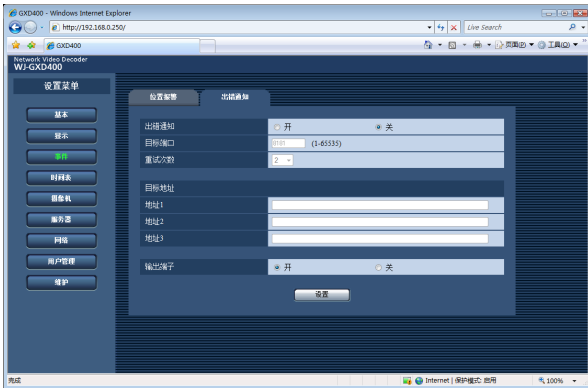 GXD400 - Windows Internet Explorer
http://192.168.0.250/
Live Search
GXD400
页面(P)
工具(O)
Network Video Decoder
WJ-GXD400
设置菜单
基本
显示
事件
时间表
摄像机
服务器
网络
用户管理
维护
位置报警 出错通知
出错通知 开 关
目标端口 8181 (1-65535)
重试次数 2
目标地址
地址1
地址2
地址3
输出端子 开 关
设置
完成
Internet | 保护模式: 启用
100%